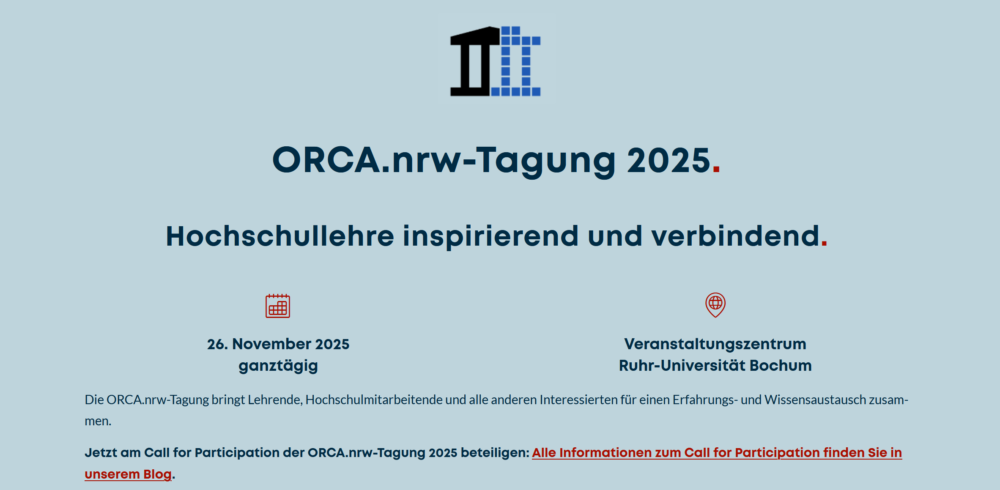 ORCA.nrw-Tagung 2025.
Hochschullehre inspirierend und verbindend.
26. November 2025
ganztägig
Veranstaltungszentrum
Ruhr-Universität Bochum
Die ORCA.nrw-Tagung bringt Lehrende, Hochschulmitarbeitende und alle anderen Interessierten für einen Erfahrungs- und Wissensaustausch zusam-
men.
Jetzt am Call for Participation der ORCA.nrw-Tagung 2025 beteiligen: Alle Informationen zum Call for Participation finden Sie in
unserem Blog.